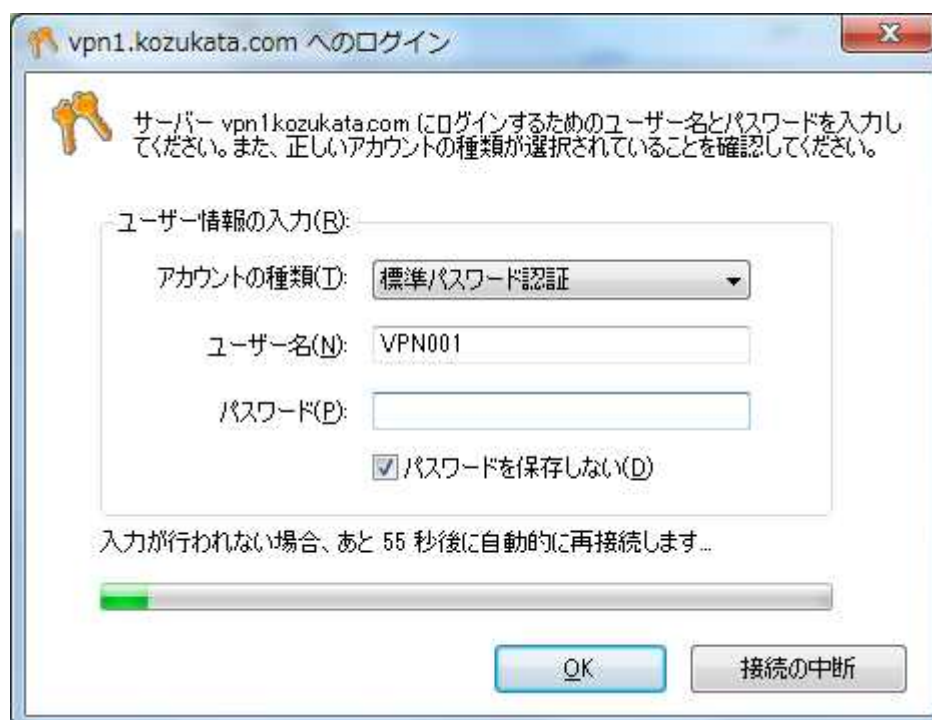 vpn1.kozukata.com へのログイン
サーバー vpn1kozukata.com にログインするためのユーザー名とパスワードを入力し
てください。また、正しいアカウントの種類が選択されていることを確認してください。
ユーザー情報の入力(R):
アカウントの種類(T): 標準パスワード認証
ユーザー名(N): VPN001
パスワード(P):
パスワードを保存しない(D)
入力が行われない場合、あと 55 秒後に自動的に再接続します...
OK 接続の中断